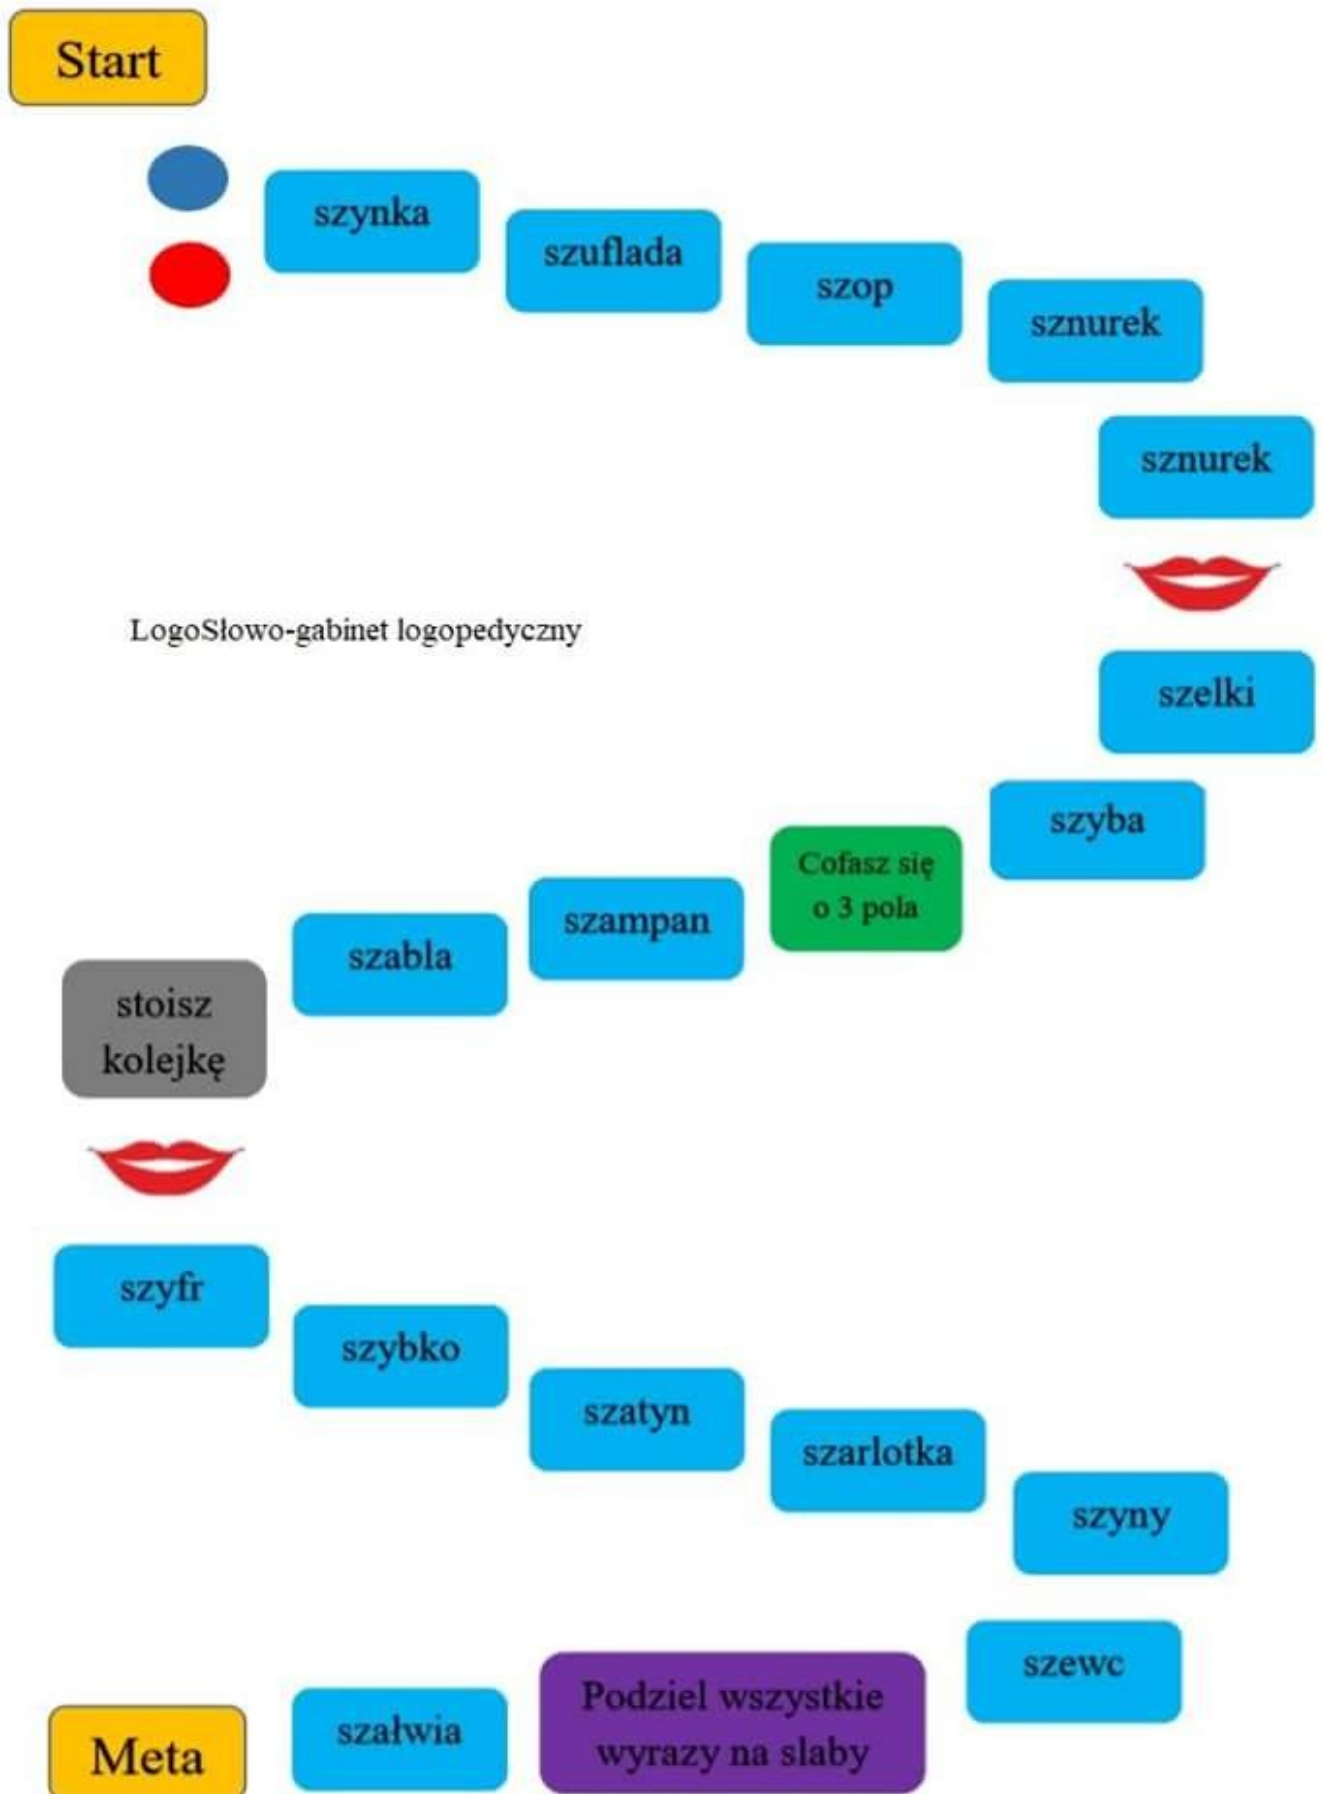 Start
szynka
szuflada
szop
sznurek
sznurek
LogoSłowo-gabinet logopedyczny
szelki
szyba
Cofasz się
o 3 pola
szampan
szabla
stoisz
kolejkę
szyfr
szybko
szatyn
szarlotka
szyny
szewc
Podziel wszystkie
wyrazy na slaby
szałwia
Meta